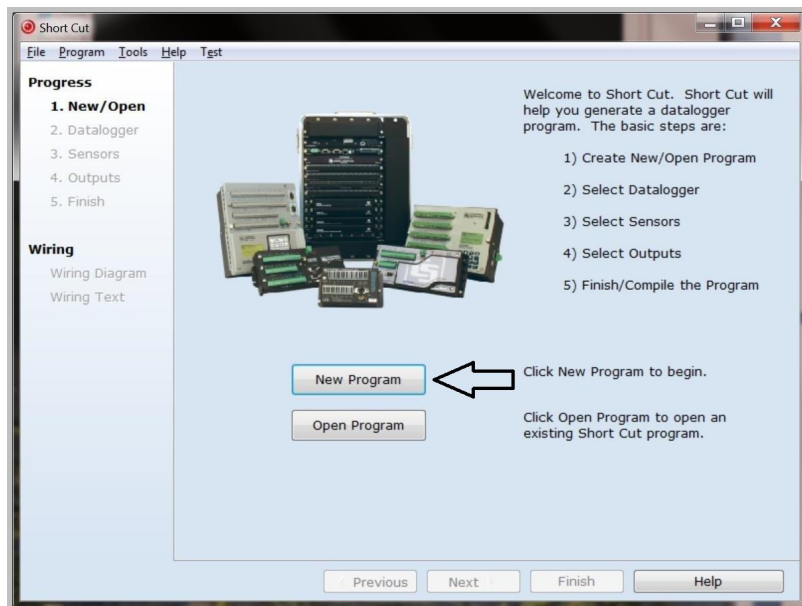 Short Cut
File Program Tools Help Test
Progress
1. New/Open
2. Datalogger
3. Sensors
4. Outputs
5. Finish
Wiring
Wiring Diagram
Wiring Text
Welcome to Short Cut. Short Cut will
help you generate a datalogger
program. The basic steps are:
1) Create New/Open Program
2) Select Datalogger
3) Select Sensors
4) Select Outputs
5) Finish/Compile the Program
New Program
Click New Program to begin.
Open Program
Click Open Program to open an
existing Short Cut program.
Previous Next Finish Help